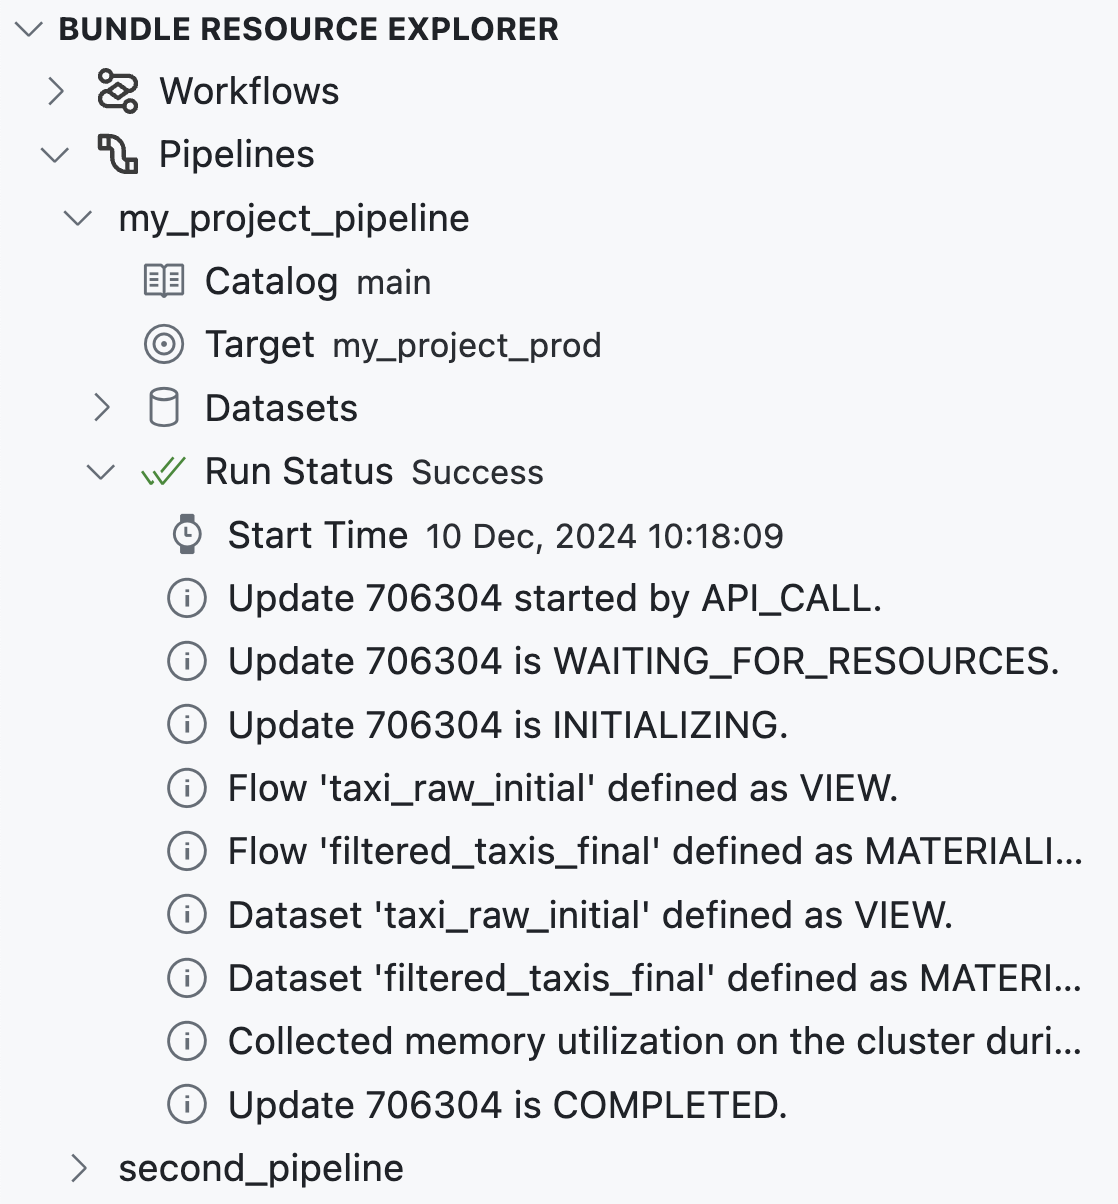 BUNDLE RESOURCE EXPLORER
Workflows
Pipelines
my_project_pipeline
Catalog main
Target my_project_prod
Datasets
Run Status Success
Start Time 10 Dec, 2024 10:18:09
Update 706304 started by API_CALL.
Update 706304 is WAITING_FOR_RESOURCES.
Update 706304 is INITIALIZING.
Flow 'taxi_raw_initial' defined as VIEW.
Flow 'filtered_taxis_final' defined as MATERIALI...
Dataset 'taxi_raw_initial' defined as VIEW.
Dataset 'filtered_taxis_final' defined as MATERI...
Collected memory utilization on the cluster duri...
Update 706304 is COMPLETED.
second_pipeline